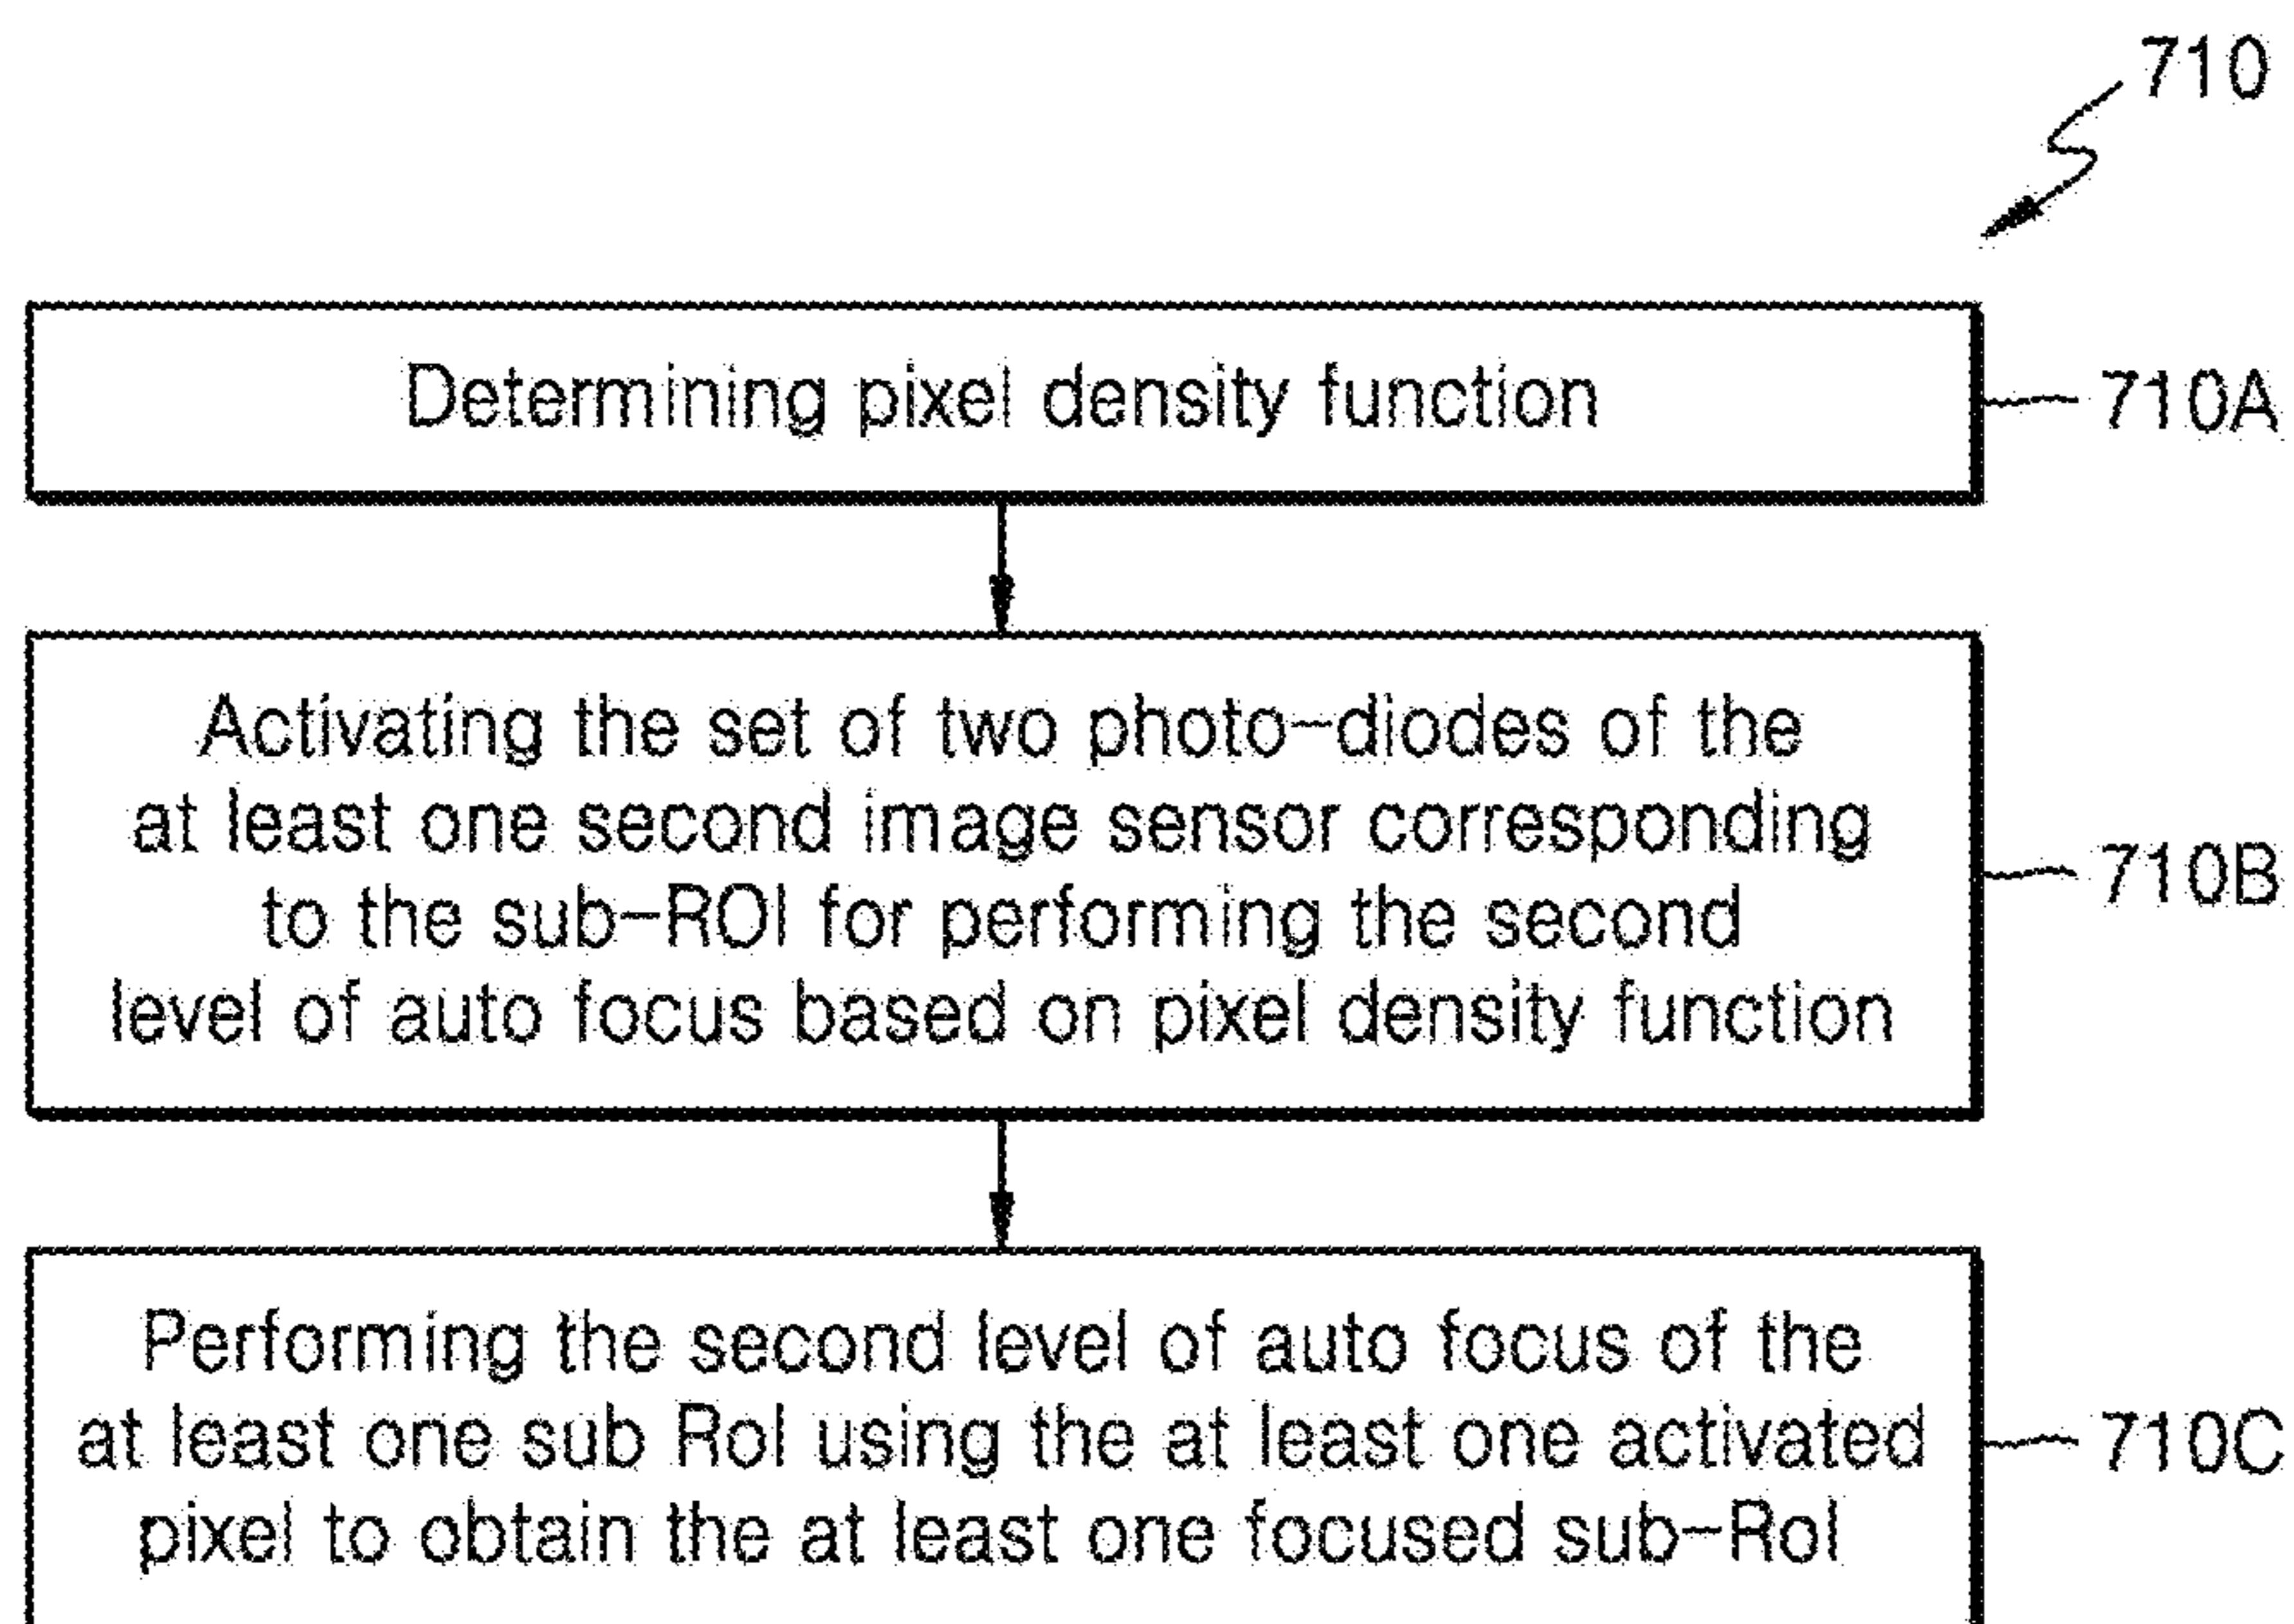 710
Determining pixel density function
710A
Activating the set of two photo-diodes of the
at least one second image sensor corresponding
to the sub-ROI for performing the second
level of auto focus based on pixel density function
710B
Performing the second level of auto focus of the
at least one sub RoI using the at least one activated
pixel to obtain the at least one focused sub-RoI
710C